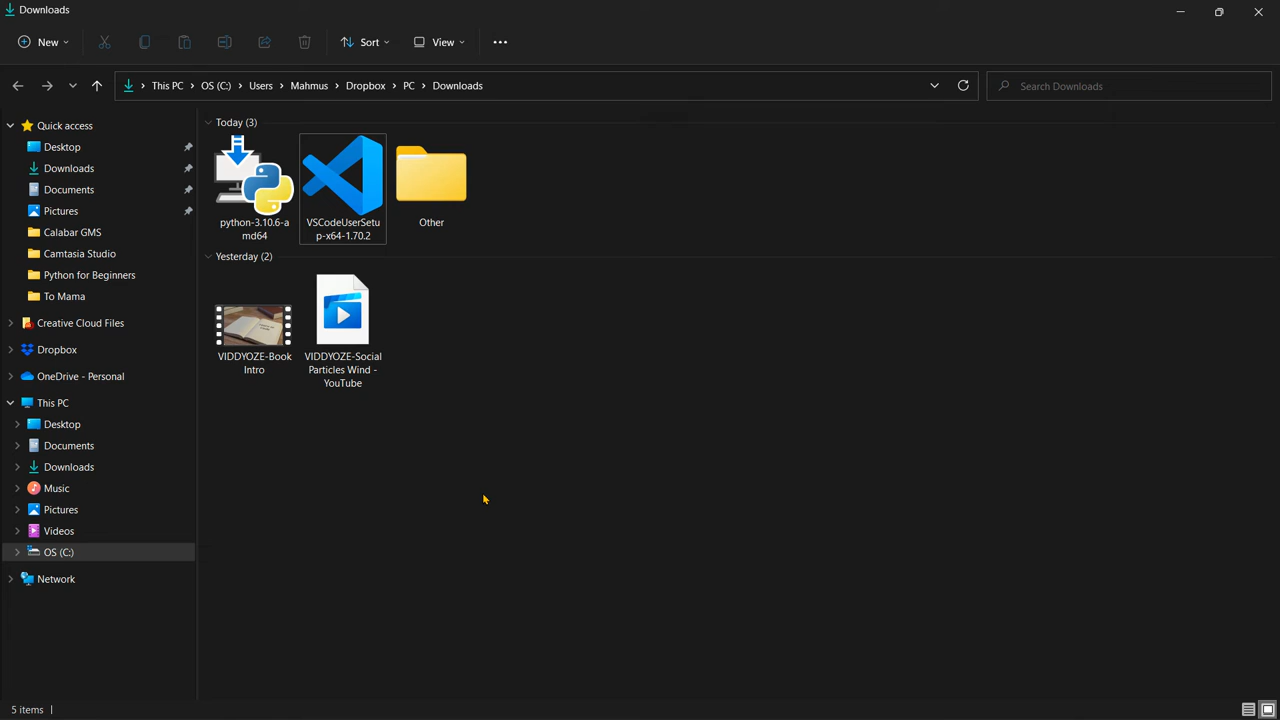 Downloads
New
Sort
View
This PC > OS (C:) > Users > Mahmus > Dropbox > PC > Downloads
Search Downloads
Quick access
Desktop
Downloads
Documents
Pictures
Calabar GMS
Camtasia Studio
Python for Beginners
To Mama
Creative Cloud Files
Dropbox
OneDrive - Personal
This PC
Desktop
Documents
Downloads
Music
Pictures
Videos
OS (C:)
Network
Today (3)
python-3.10.6-a
md64
VSCodeUserSetu
p-x64-1.70.2
Other
Yesterday (2)
VIDDYOZE-Book
Intro
VIDDYOZE-Social
Particles Wind -
YouTube
5 items